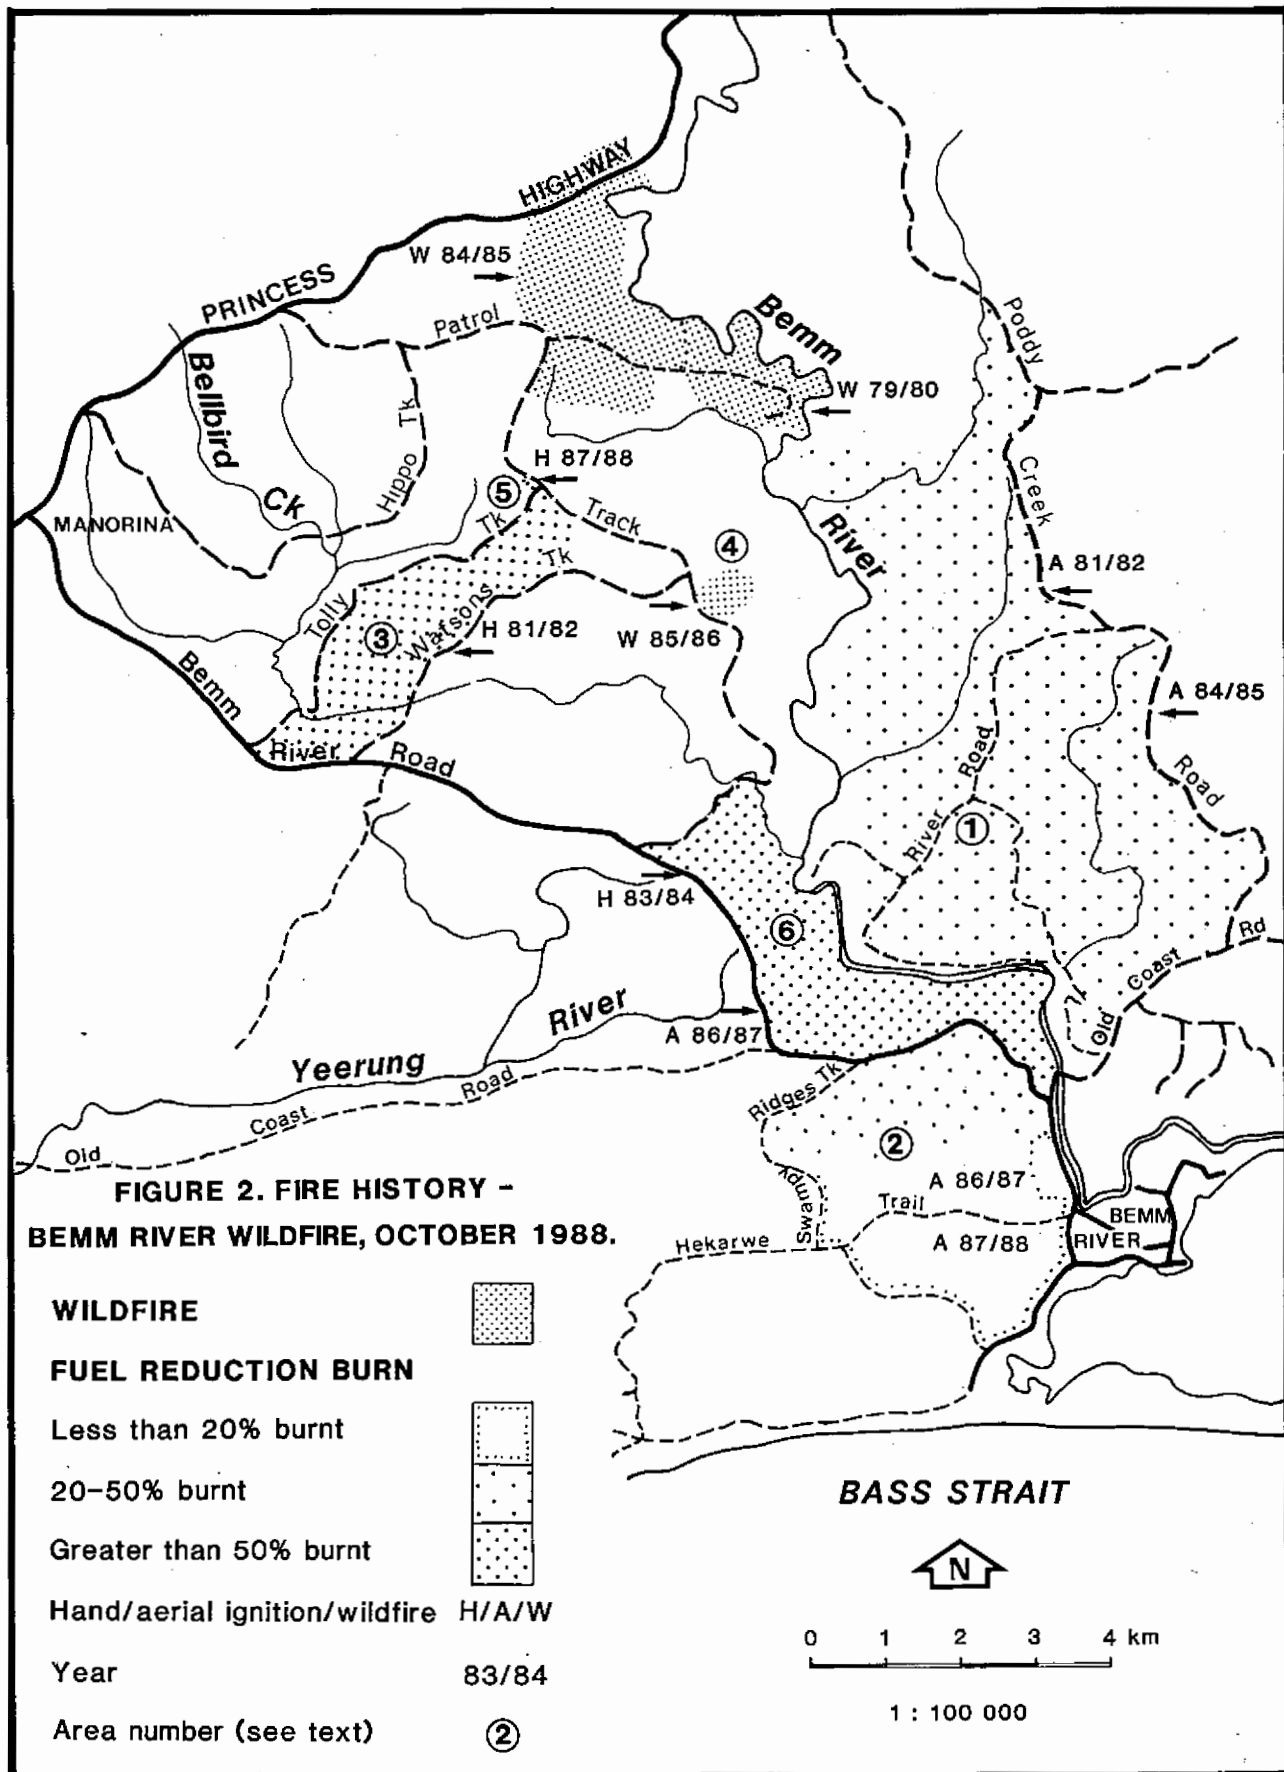 HIGHWAY
W 84/85
PRINCESS
Patrol
Bemm
Poddy
Bellbird
Ck
Hippo Tk
W 79/80
H 87/88
⑤
Tk
Track
Creek
MANORINA
④
River
Tk
A 81/82
Tolly
Watsons
③
H 81/82
W 85/86
Bemm
River
Road
A 84/85
Road
River Road
①
H 83/84
⑥
Coast
Rd
Old
River
A 86/87
Yeerung
Road
Coast
Old
Ridges Tk
②
Swampy
A 86/87
Trail
Hekarwe
A 87/88
BEMM
RIVER
FIGURE 2. FIRE HISTORY –
BEMM RIVER WILDFIRE, OCTOBER 1988.
WILDFIRE
FUEL REDUCTION BURN
Less than 20% burnt
20-50% burnt
Greater than 50% burnt
Hand/aerial ignition/wildfire H/A/W
Year 83/84
Area number (see text) ②
BASS STRAIT
N
0 1 2 3 4 km
1 : 100 000